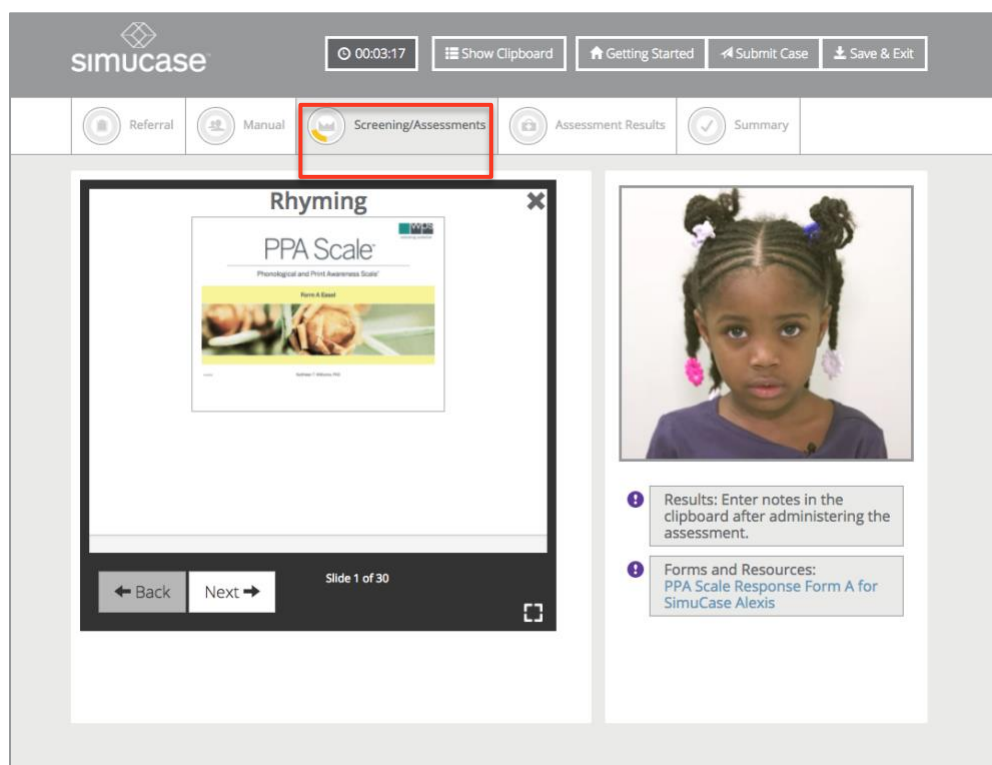 simucase
00:03:17
Show Clipboard
Getting Started
Submit Case
Save & Exit
Referral
Manual
Screening/Assessments
Assessment Results
Summary
Rhyming
wps
PPA Scale
Phonological and Print Awareness Scale
Form A Easel
Back
Next
Slide 1 of 30
Results: Enter notes in the
clipboard after administering the
assessment.
Forms and Resources:
PPA Scale Response Form A for
SimuCase Alexis